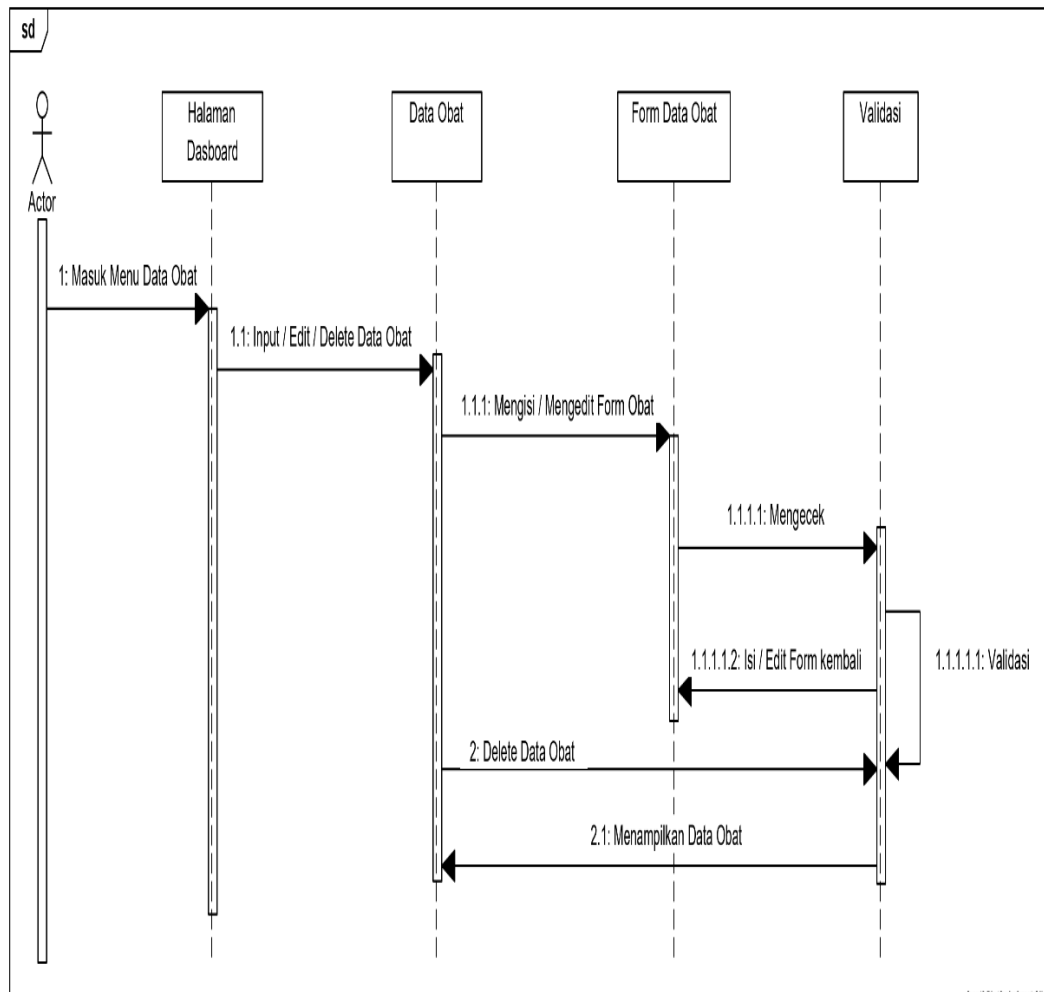 sd
Halaman
Dasboard
Data Obat
Form Data Obat
Validasi
Actor
1: Masuk Menu Data Obat
1.1: Input / Edit / Delete Data Obat
1.1.1: Mengisi / Mengedit Form Obat
1.1.1.1: Mengecek
1.1.1.1.2: Isi / Edit Form kembali
1.1.1.1.1: Validasi
2: Delete Data Obat
2.1: Menampilkan Data Obat